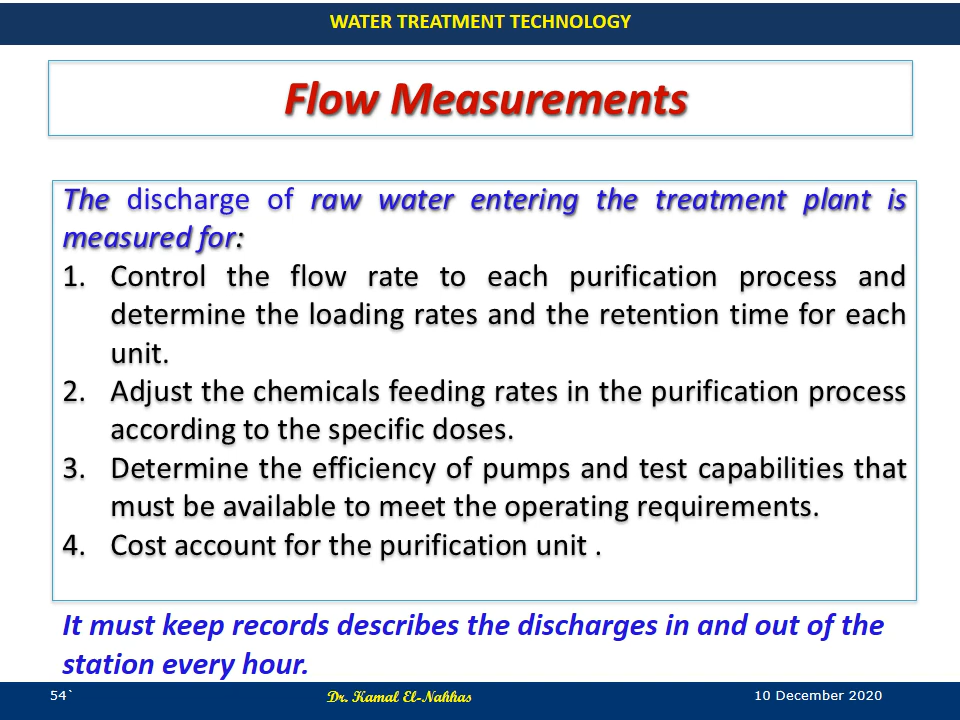 WATER TREATMENT TECHNOLOGY
Flow Measurements
The discharge of raw water entering the treatment plant is
measured for:
1. Control the flow rate to each purification process and
determine the loading rates and the retention time for each
unit.
2. Adjust the chemicals feeding rates in the purification process
according to the specific doses.
3. Determine the efficiency of pumps and test capabilities that
must be available to meet the operating requirements.
4. Cost account for the purification unit .
It must keep records describes the discharges in and out of the
station every hour.
54` Dr. Kamal El-Nahhas 10 December 2020